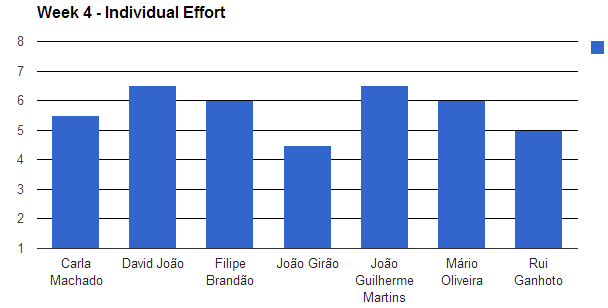 Week 4 - Individual Effort
8
7
6
5
4
3
2
1
Carla
Machado
David João
Filipe
Brandão
João Girão
João
Guilherme
Martins
Mário
Oliveira
Rui
Ganhoto